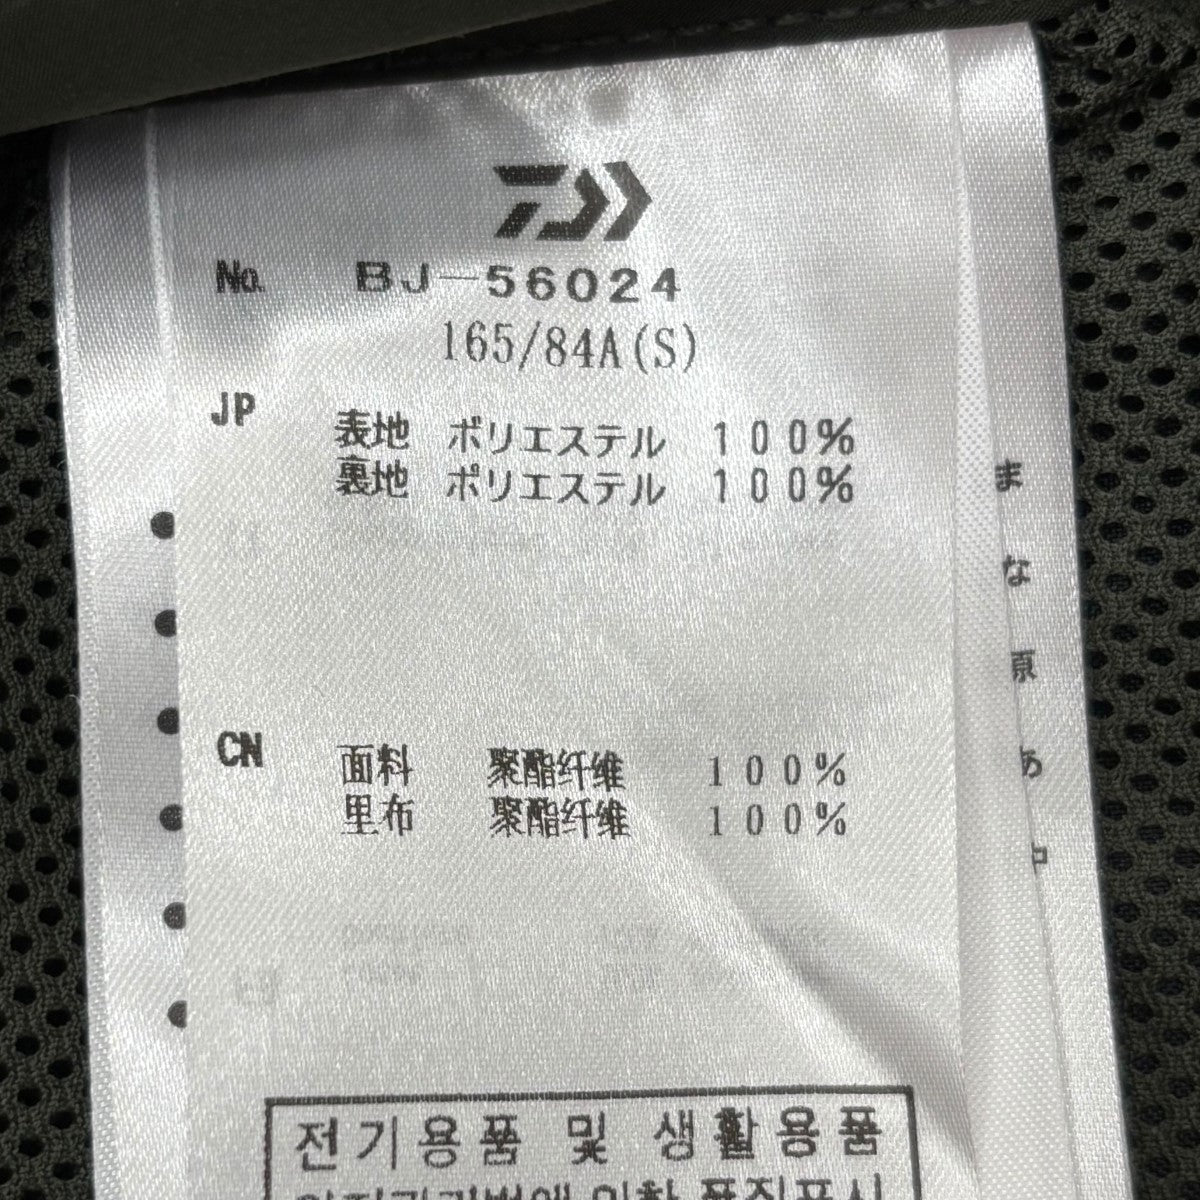 No. BJ-56024
165/84A(S)
JP
表地 ポリエステル 100%
裏地 ポリエステル 100%
CN
面料 聚酯纤维 100%
里布 聚酯纤维 100%
전기용품 및 생활용품
ま
な
原
あ